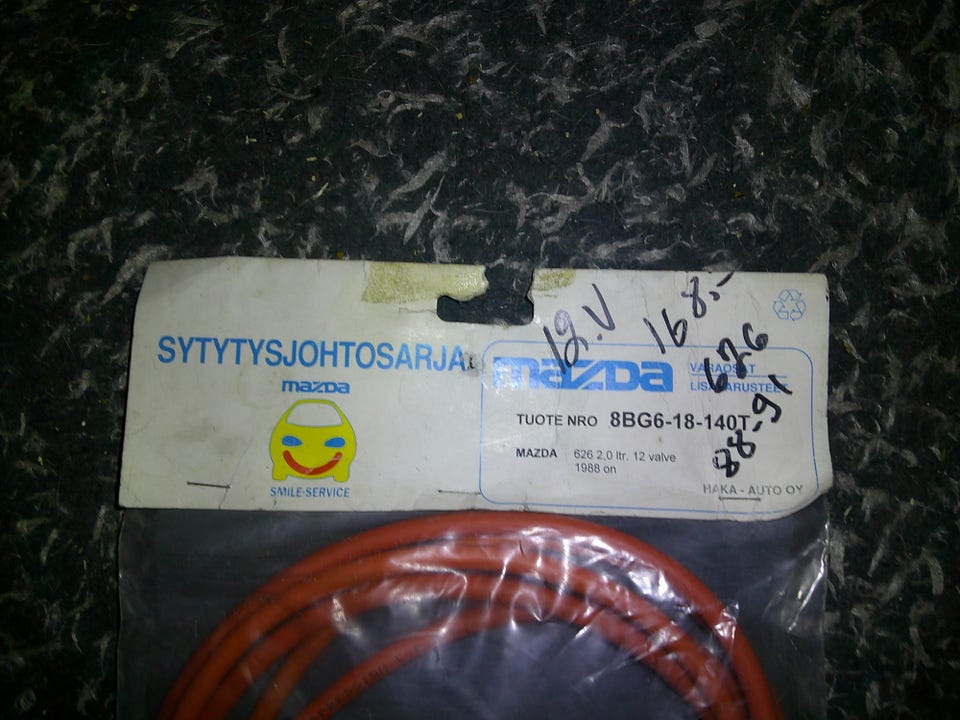 12.V
168.-
626
88-91
SYTYTYSJOHTOSARJA
mazda
SMILE-SERVICE
mazda
VARAOSAT
LISÄVARUSTEET
TUOTE NRO 8BG6-18-140T
MAZDA 626 2,0 ltr. 12 valve
1988 on
HAKA - AUTO OY